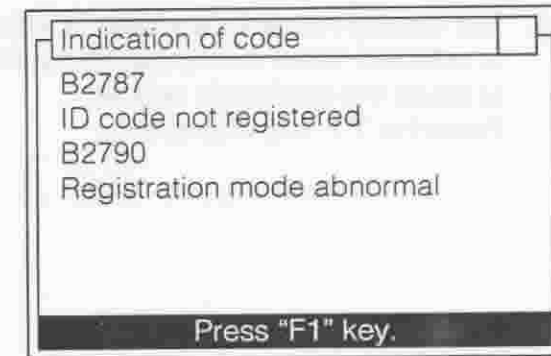 Indication of code
B2787
ID code not registered
B2790
Registration mode abnormal
Press "F1" key.